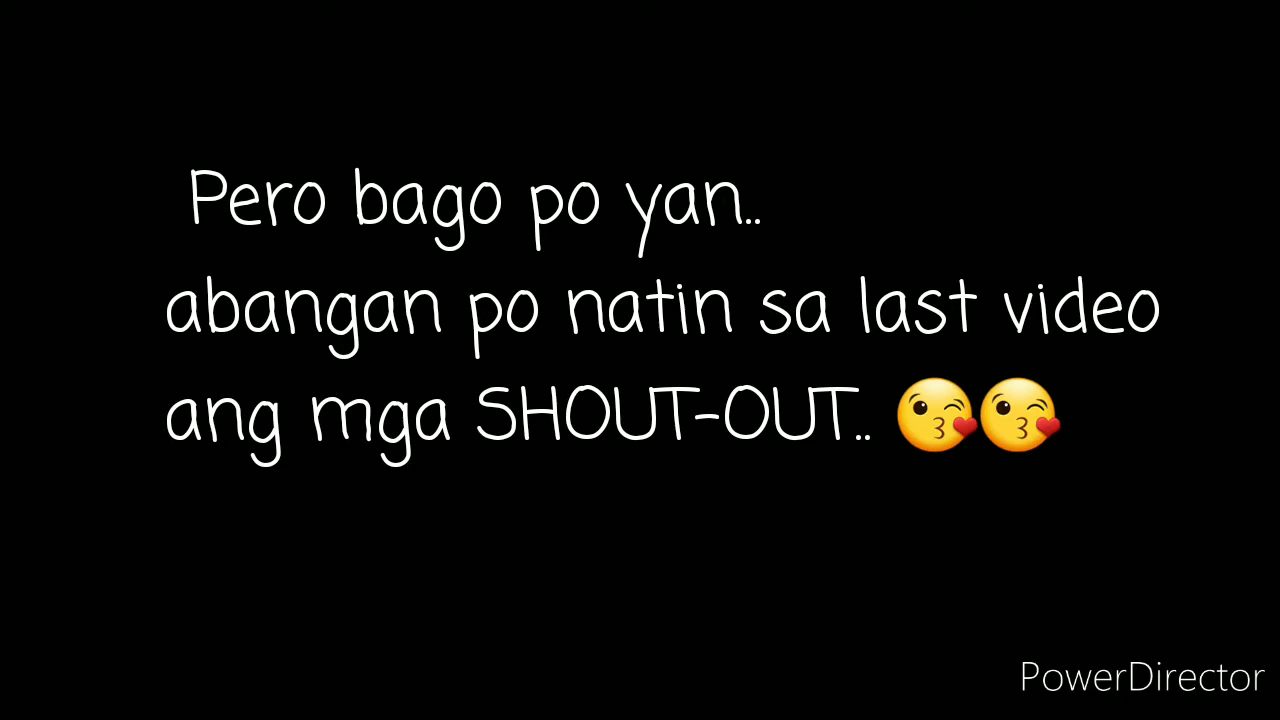 Pero bago po yan..
abangan po natin sa last video
ang mga SHOUT-OUT.. 😘😘
PowerDirector